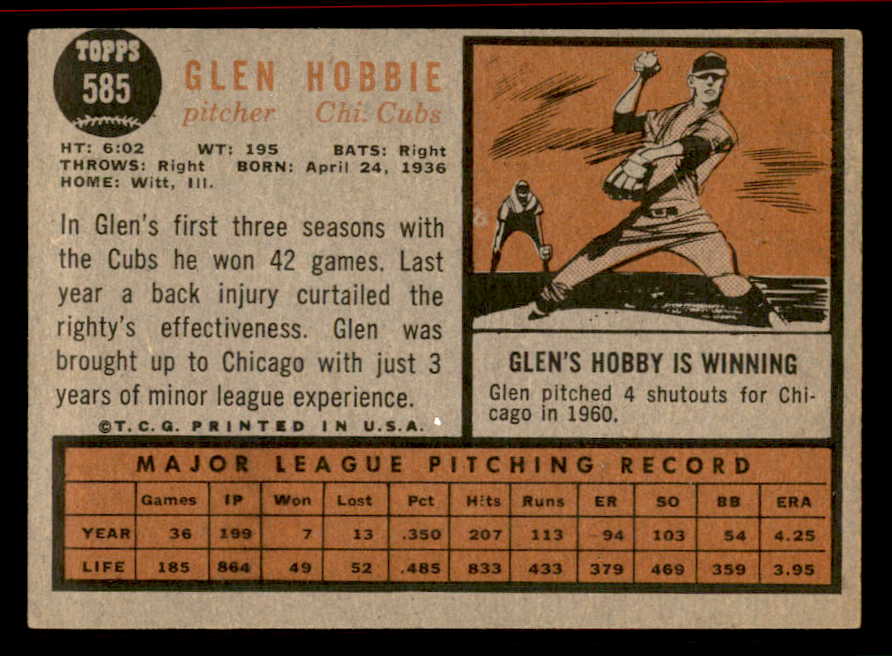 TOPPS
585
GLEN HOBBIE
pitcher Chi. Cubs
HT: 6:02 WT: 195 BATS: Right
THROWS: Right BORN: April 24, 1936
HOME: Witt, Ill.
In Glen's first three seasons with
the Cubs he won 42 games. Last
year a back injury curtailed the
righty's effectiveness. Glen was
brought up to Chicago with just 3
years of minor league experience.
©T.C.G. PRINTED IN U.S.A.
GLEN'S HOBBY IS WINNING
Glen pitched 4 shutouts for Chi-
cago in 1960.
MAJOR LEAGUE PITCHING RECORD
Games IP Won Lost Pct Hits Runs ER SO BB ERA
YEAR 36 199 7 13 .350 207 113 94 103 54 4.25
LIFE 185 864 49 52 .485 833 433 379 469 359 3.95